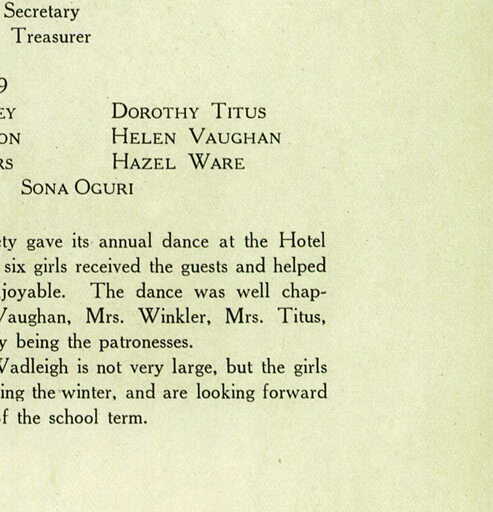 Secretary
Treasurer
9
EY DOROTHY TITUS
ON HELEN VAUGHAN
RS HAZEL WARE
SONA OGURI
ety gave its annual dance at the Hotel
six girls received the guests and helped
joyable. The dance was well chap-
Vaughan, Mrs. Winkler, Mrs. Titus,
y being the patronesses.
Wadleigh is not very large, but the girls
ing the winter, and are looking forward
of the school term.